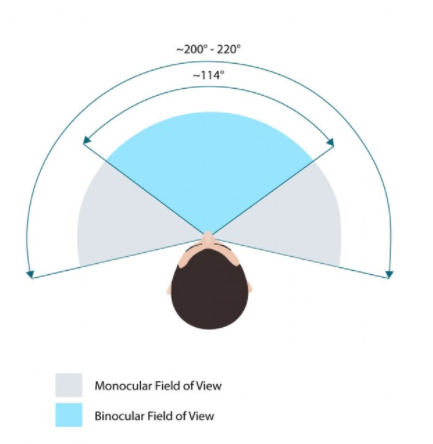 ~200° - 220°
~114°
Monocular Field of View
Binocular Field of View